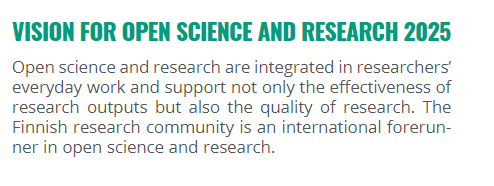 VISION FOR OPEN SCIENCE AND RESEARCH 2025
Open science and research are integrated in researchers’
everyday work and support not only the effectiveness of
research outputs but also the quality of research. The
Finnish research community is an international forerun-
ner in open science and research.